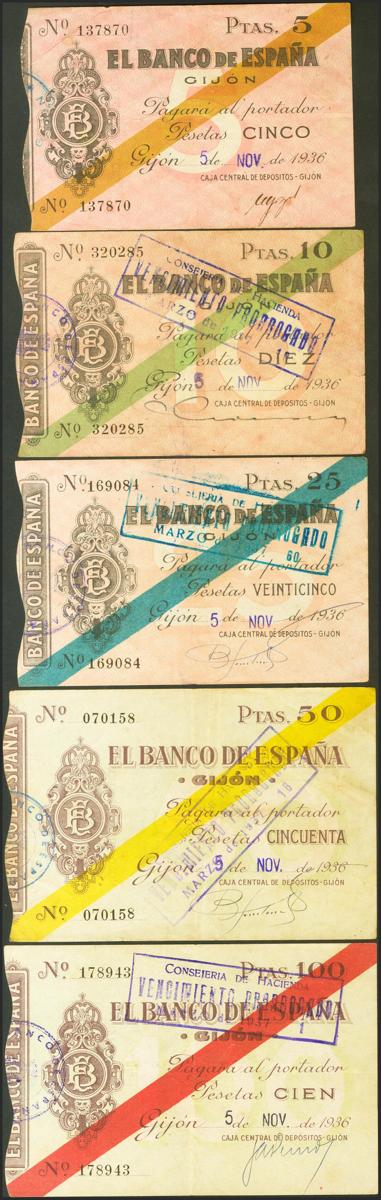 Nº 137870 PTAS. 5
EL BANCO DE ESPAÑA
GIJÓN
5
Pagará al portador
Pesetas CINCO
Gijón 5 de NOV. de 1936
CAJA CENTRAL DE DEPOSITOS - GIJON
Nº 137870
Nº 320285 PTAS. 10
BANCO DE ESPAÑA
EL BANCO DE ESPAÑA
CONSEJERIA DE HACIENDA
VENCIMIENTO PRORROGADO
MARZO de
Pesetas DIEZ
Gijón 5 de NOV de 1936
CAJA CENTRAL DE DEPOSITOS - GIJON
Nº 320285
Nº 169084 PTAS. 25
BANCO DE ESPAÑA
EL BANCO DE ESPAÑA
GIJÓN
MARZO
60
Pagará al portador
Pesetas VEINTICINCO
Gijón 5 de NOV de 1936
CAJA CENTRAL DE DEPOSITOS - GIJON
Nº 169084
Nº 070158 PTAS. 50
EL BANCO DE ESPAÑA
EL BANCO DE ESPAÑA
GIJÓN
Pagará al portador
Pesetas CINCUENTA
VENCIMIENTO PRORROGADO
MARZO
Gijón 5 de NOV. de 1936
CAJA CENTRAL DE DEPOSITOS - GIJON
Nº 070158
Nº 178943 PTAS. 100
EL BANCO DE ESPAÑA
CONSEJERIA DE HACIENDA
VENCIMIENTO PRORROGADO
EL BANCO DE ESPAÑA
GIJÓN
Pagará al portador
Pesetas CIEN
Gijón 5 de NOV. de 1936
CAJA CENTRAL DE DEPOSITOS - GIJON
Nº 178943